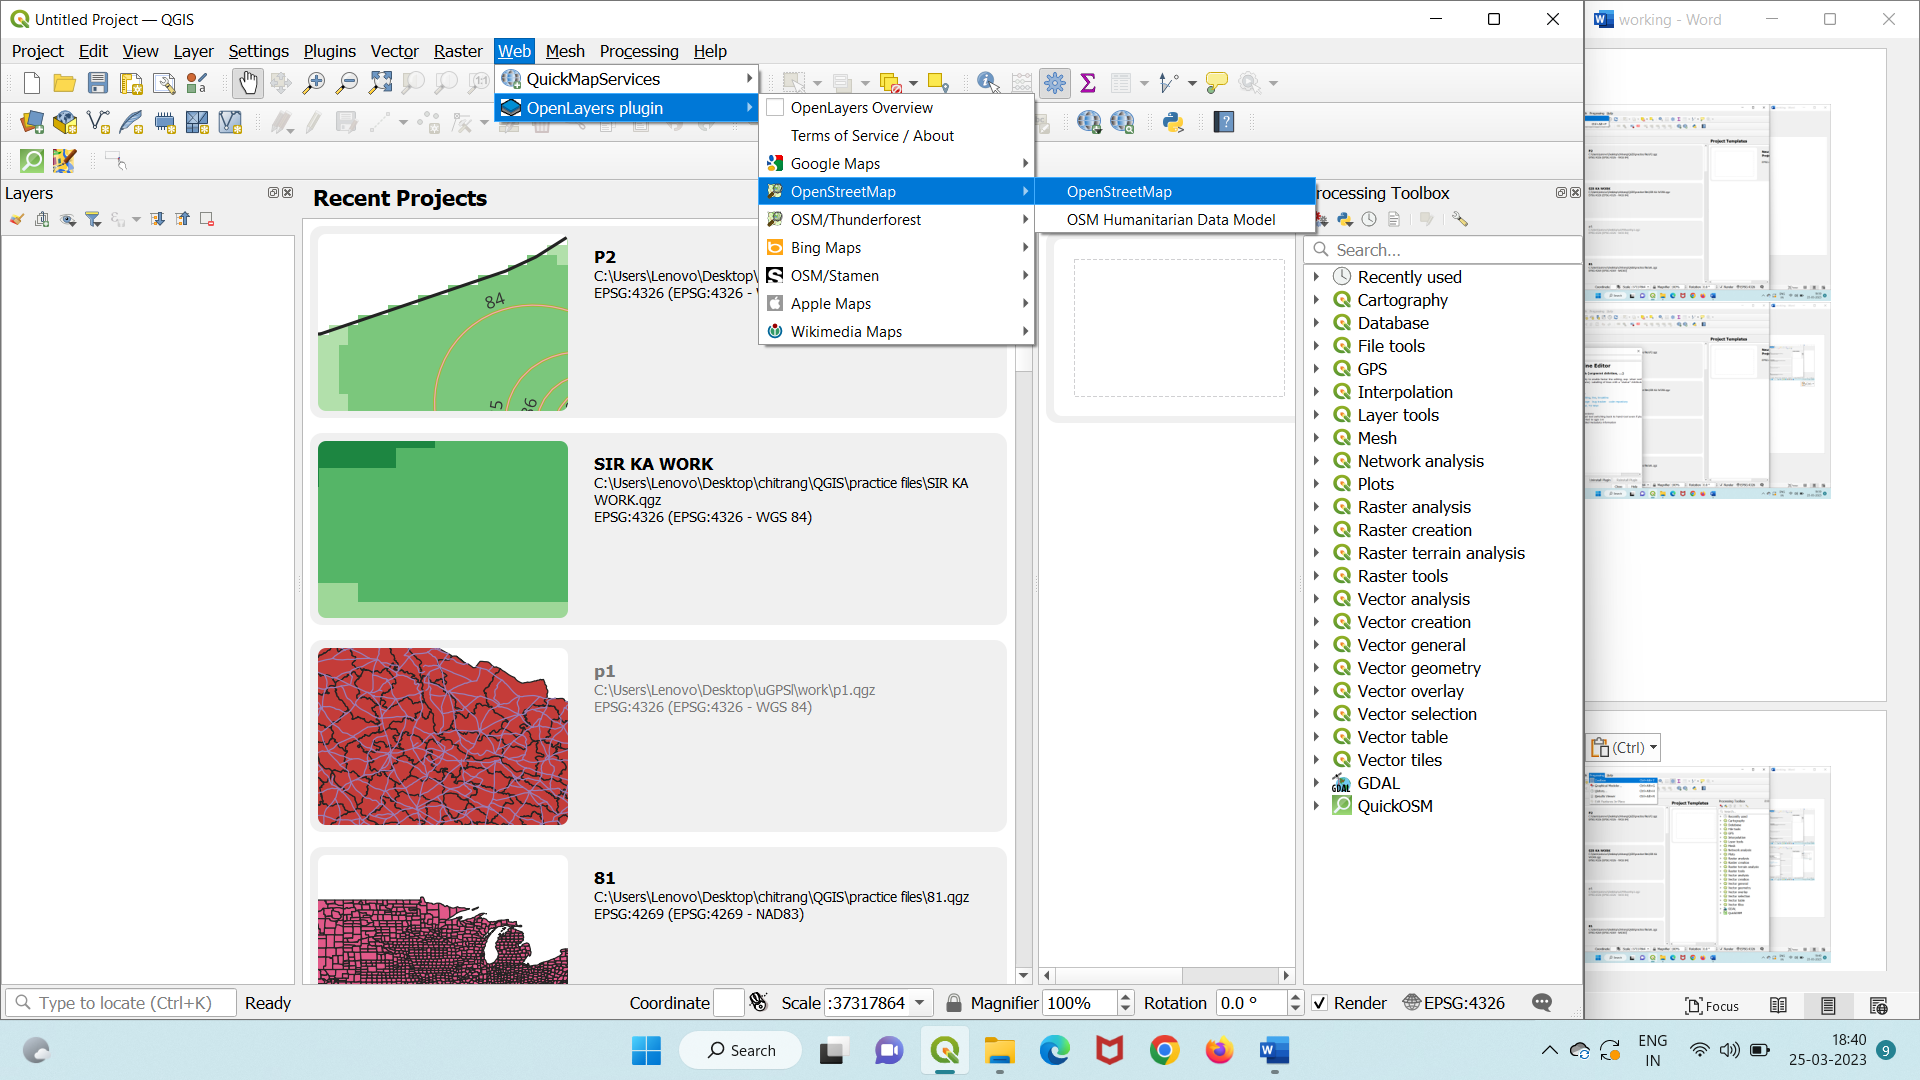 Untitled Project — QGIS
working - Word
Project Edit View Layer Settings Plugins Vector Raster Web Mesh Processing Help
QuickMapServices
OpenLayers plugin
OpenLayers Overview
Terms of Service / About
Google Maps
OpenStreetMap
OSM/Thunderforest
Bing Maps
OSM/Stamen
Apple Maps
Wikimedia Maps
OpenStreetMap
OSM Humanitarian Data Model
Layers
Recent Projects
P2
C:\Users\Lenovo\Desktop\
EPSG:4326 (EPSG:4326 -
84
SIR KA WORK
C:\Users\Lenovo\Desktop\chitrang\QGIS\practice files\SIR KA
WORK.qgz
EPSG:4326 (EPSG:4326 - WGS 84)
p1
C:\Users\Lenovo\Desktop\uGPSl\work\p1.qgz
EPSG:4326 (EPSG:4326 - WGS 84)
81
C:\Users\Lenovo\Desktop\chitrang\QGIS\practice files\81.qgz
EPSG:4269 (EPSG:4269 - NAD83)
rocessing Toolbox
Search...
Recently used
Cartography
Database
File tools
GPS
Interpolation
Layer tools
Mesh
Network analysis
Plots
Raster analysis
Raster creation
Raster terrain analysis
Raster tools
Vector analysis
Vector creation
Vector general
Vector geometry
Vector overlay
Vector selection
Vector table
Vector tiles
GDAL
QuickOSM
Project Templates
Project Templates
(Ctrl)
Project Templates
Type to locate (Ctrl+K)
Ready
Coordinate
Scale :37317864
Magnifier 100%
Rotation 0.0 °
Render
EPSG:4326
Focus
Search
ENG
IN
18:40
25-03-2023
9